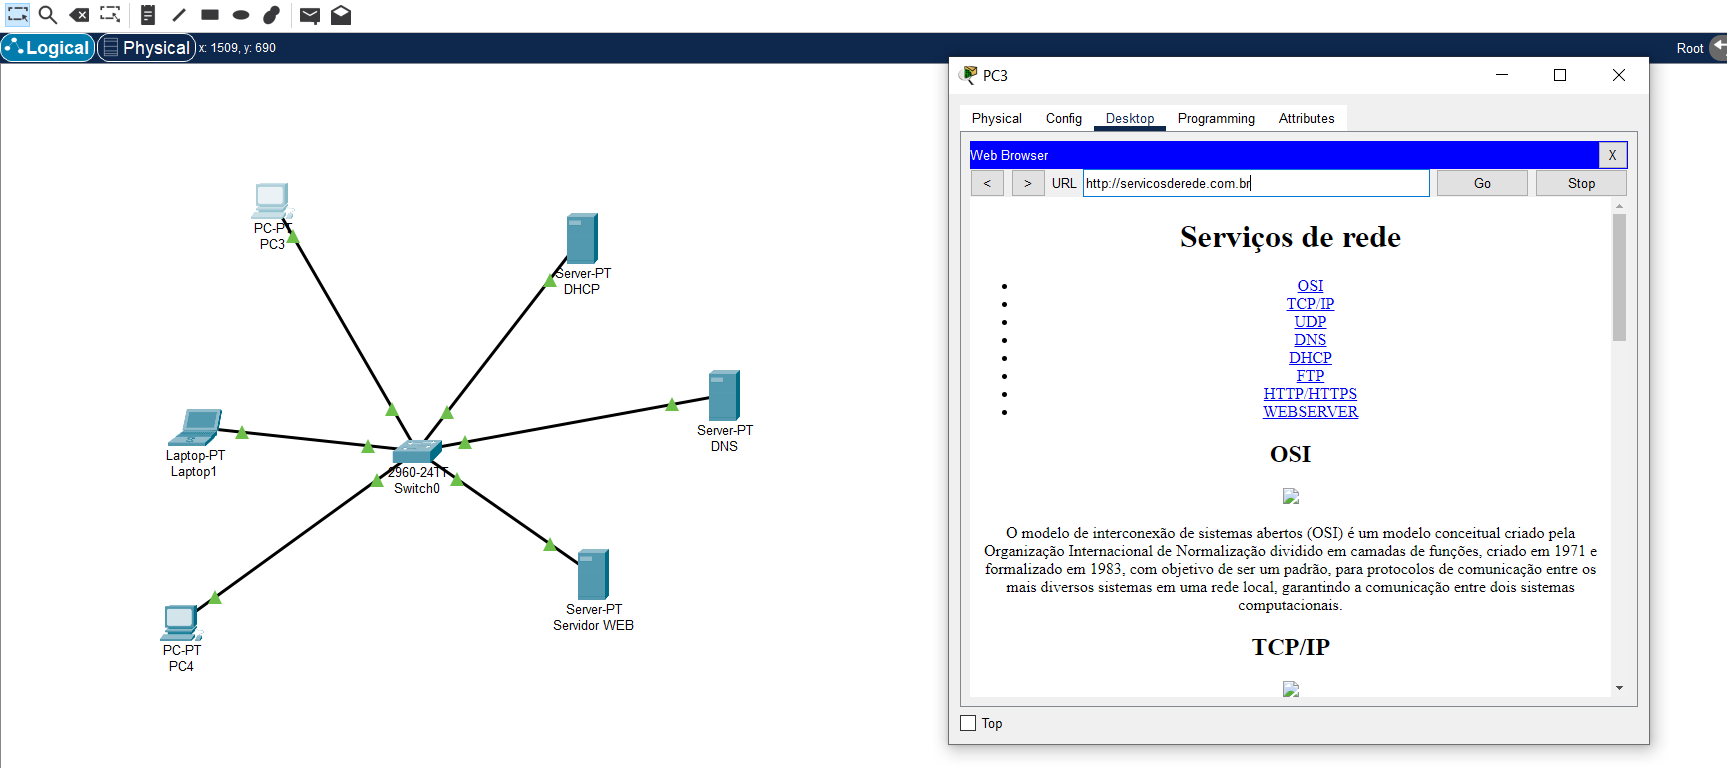 Logical
Physical
x: 1509, y: 690
Root
PC-PT
PC3
Server-PT
DHCP
Server-PT
DNS
Laptop-PT
Laptop1
2960-24TT
Switch0
Server-PT
Servidor WEB
PC-PT
PC4
PC3
Physical Config Desktop Programming Attributes
Web Browser
X
< > URL http://servicosderede.com.br Go Stop
Serviços de rede
OSI
TCP/IP
UDP
DNS
DHCP
FTP
HTTP/HTTPS
WEBSERVER
OSI
O modelo de interconexão de sistemas abertos (OSI) é um modelo conceitual criado pela
Organização Internacional de Normalização dividido em camadas de funções, criado em 1971 e
formalizado em 1983, com objetivo de ser um padrão, para protocolos de comunicação entre os
mais diversos sistemas em uma rede local, garantindo a comunicação entre dois sistemas
computacionais.
TCP/IP
Top